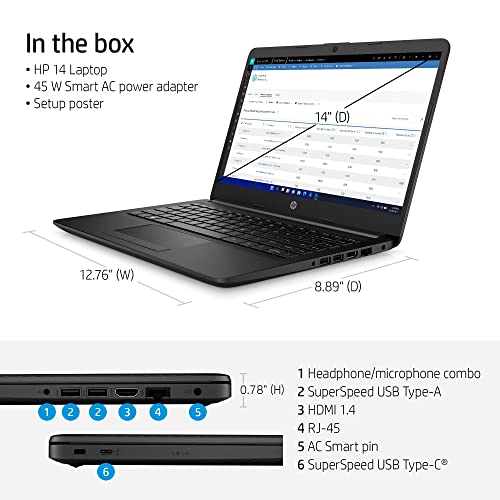 In the box
• HP 14 Laptop
• 45 W Smart AC power adapter
• Setup poster
14" (D)
hp
12.76" (W)
8.89" (D)
0.78" (H)
1 2 2 3 4 5
6
1 Headphone/microphone combo
2 SuperSpeed USB Type-A
3 HDMI 1.4
4 RJ-45
5 AC Smart pin
6 SuperSpeed USB Type-C®